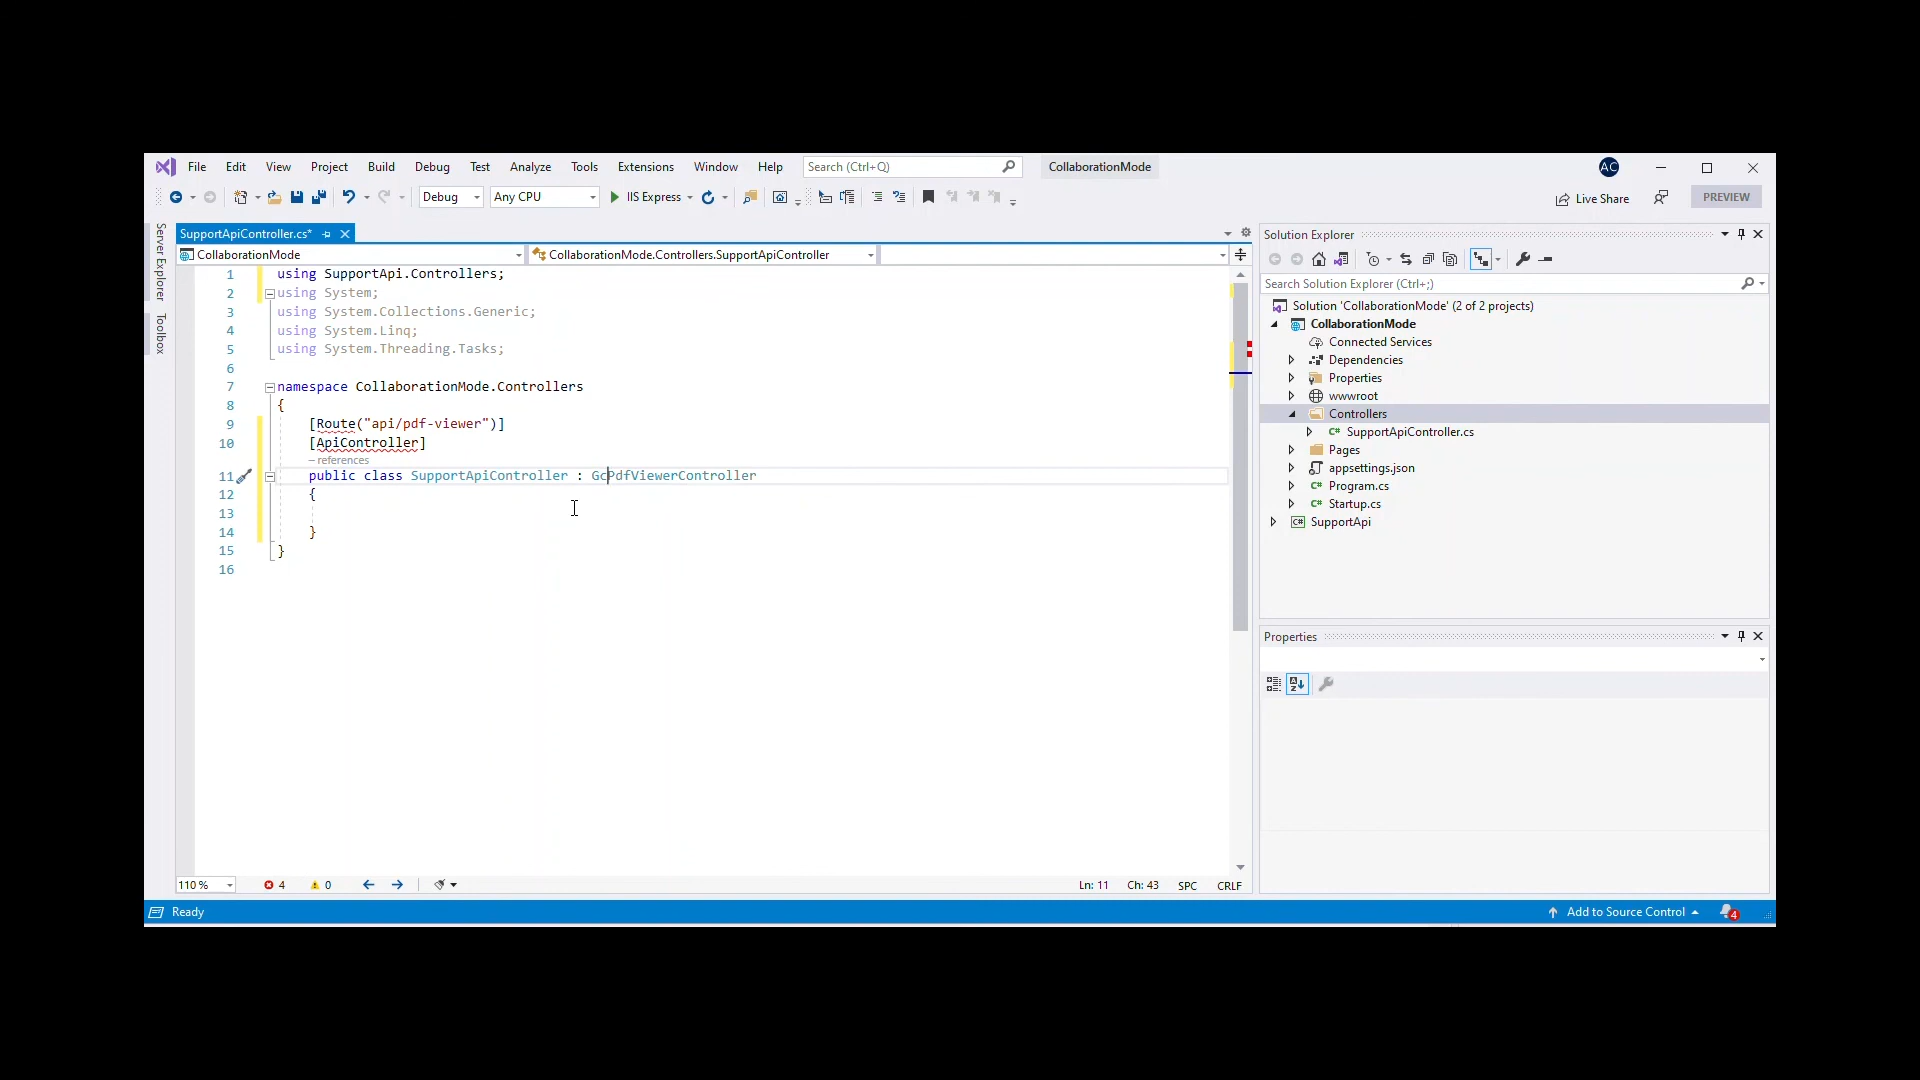 File Edit View Project Build Debug Test Analyze Tools Extensions Window Help Search (Ctrl+Q) CollaborationMode AC
Debug Any CPU IIS Express Live Share PREVIEW
Server Explorer
Toolbox
SupportApiController.cs*
CollaborationMode CollaborationMode.Controllers.SupportApiController
1 using SupportApi.Controllers;
2 using System;
3 using System.Collections.Generic;
4 using System.Linq;
5 using System.Threading.Tasks;
6
7 namespace CollaborationMode.Controllers
8 {
9 [Route("api/pdf-viewer")]
10 [ApiController]
– references
11 public class SupportApiController : GcPdfViewerController
12 {
13
14 }
15 }
16
110 % 4 0 Ln: 11 Ch: 43 SPC CRLF
Solution Explorer
Search Solution Explorer (Ctrl+;)
Solution 'CollaborationMode' (2 of 2 projects)
CollaborationMode
Connected Services
Dependencies
Properties
wwwroot
Controllers
C# SupportApiController.cs
Pages
appsettings.json
C# Program.cs
C# Startup.cs
C# SupportApi
Properties
Ready Add to Source Control 4